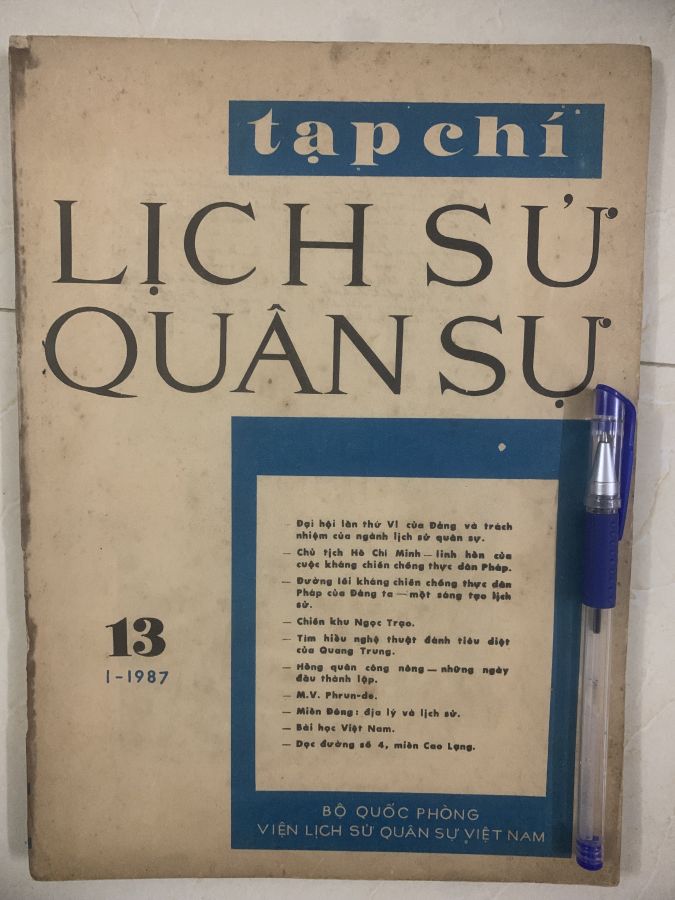 tạp chí
LỊCH SỬ
QUÂN SỰ
— Đại hội lần thứ VI của Đảng và trách
nhiệm của ngành lịch sử quân sự.
— Chủ tịch Hồ Chí Minh — linh hồn của
cuộc kháng chiến chống thực dân Pháp.
— Đường lối kháng chiến chống thực dân
Pháp của Đảng ta — một sáng tạo lịch
sử.
— Chiến khu Ngọc Trạo.
— Tìm hiểu nghệ thuật đánh tiêu diệt
của Quang Trung.
— Hồng quân công nông — những ngày
đầu thành lập.
— M.V. Phrun-de.
— Miền Đông: địa lý và lịch sử.
— Bài học Việt Nam.
— Dọc đường số 4, miền Cao Lạng.
13
1-1987
BỘ QUỐC PHÒNG
VIỆN LỊCH SỬ QUÂN SỰ VIỆT NAM